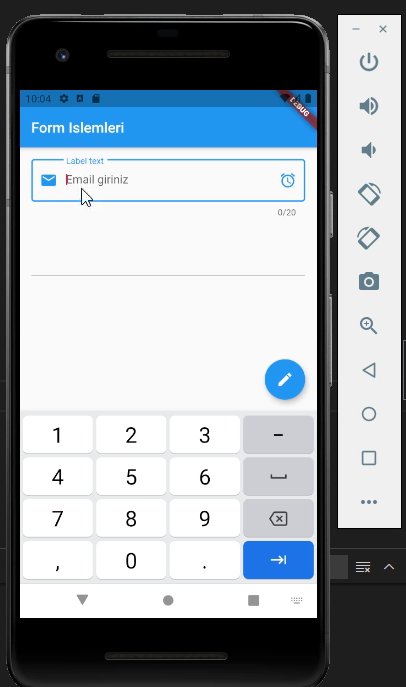 10:04
DEBUG
Form Islemleri
Label text
Email giriniz
0/20
1 2 3 -
4 5 6
7 8 9
, 0 .